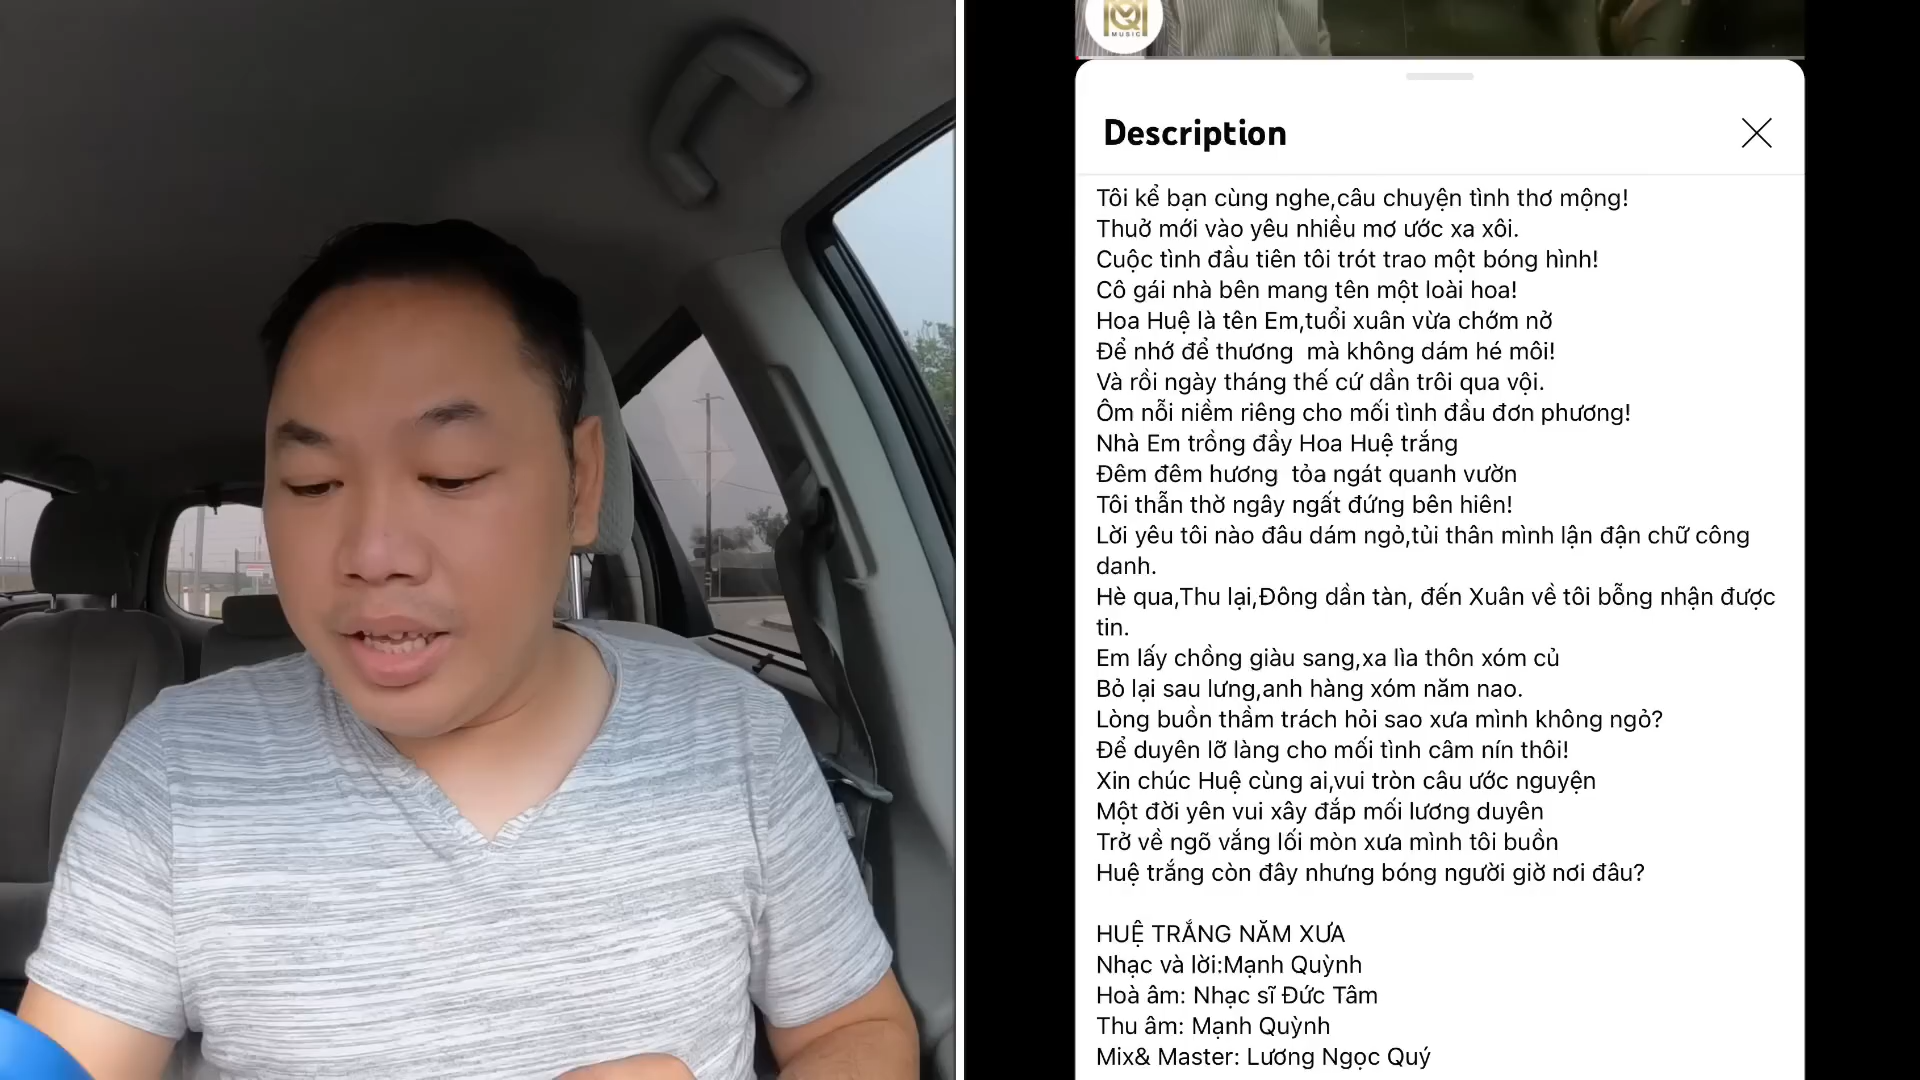 MQ
MUSIC
Description
Tôi kể bạn cùng nghe,câu chuyện tình thơ mộng!
Thuở mới vào yêu nhiều mơ ước xa xôi.
Cuộc tình đầu tiên tôi trót trao một bóng hình!
Cô gái nhà bên mang tên một loài hoa!
Hoa Huệ là tên Em,tuổi xuân vừa chớm nở
Để nhớ để thương  mà không dám hé môi!
Và rồi ngày tháng thế cứ dần trôi qua vội.
Ôm nỗi niềm riêng cho mối tình đầu đơn phương!
Nhà Em trồng đầy Hoa Huệ trắng
Đêm đêm hương  tỏa ngát quanh vườn
Tôi thẫn thờ ngây ngất đứng bên hiên!
Lời yêu tôi nào đâu dám ngỏ,tủi thân mình lận đận chữ công
danh.
Hè qua,Thu lại,Đông dần tàn, đến Xuân về tôi bỗng nhận được
tin.
Em lấy chồng giàu sang,xa lìa thôn xóm củ
Bỏ lại sau lưng,anh hàng xóm năm nao.
Lòng buồn thầm trách hỏi sao xưa mình không ngỏ?
Để duyên lỡ làng cho mối tình câm nín thôi!
Xin chúc Huệ cùng ai,vui tròn câu ước nguyện
Một đời yên vui xây đắp mối lương duyên
Trở về ngõ vắng lối mòn xưa mình tôi buồn
Huệ trắng còn đây nhưng bóng người giờ nơi đâu?
HUỆ TRẮNG NĂM XƯA
Nhạc và lời:Mạnh Quỳnh
Hoà âm: Nhạc sĩ Đức Tâm
Thu âm: Mạnh Quỳnh
Mix& Master: Lương Ngọc Quý